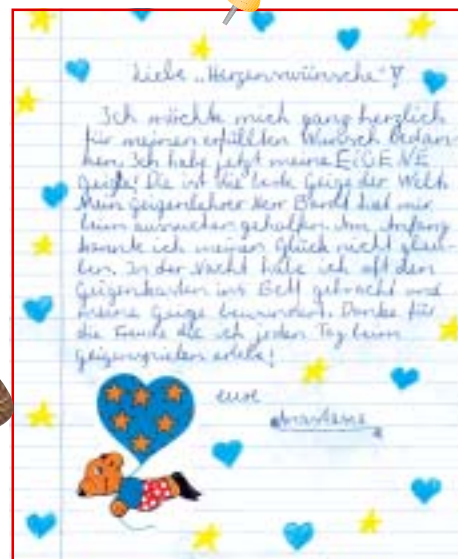 Liebe „Herzenswünsche“!
Ich möchte mich ganz herzlich
für meinen erfüllten Wunsch bedan-
ken. Ich habe jetzt meine EIGENE
Geige! Die ist die beste Geige der Welt.
Mein Geigenlehrer Herr Bardt hat mir
beim aussuchen geholfen. Am Anfang
konnte ich meinen Glück nicht glau-
ben. In der Nacht habe ich oft den
Geigenkasten ins Bett gebracht und
meine Geige bewundert. Danke für
die Freude die ich jeden Tag beim
Geigenspielen erlebe!
eure